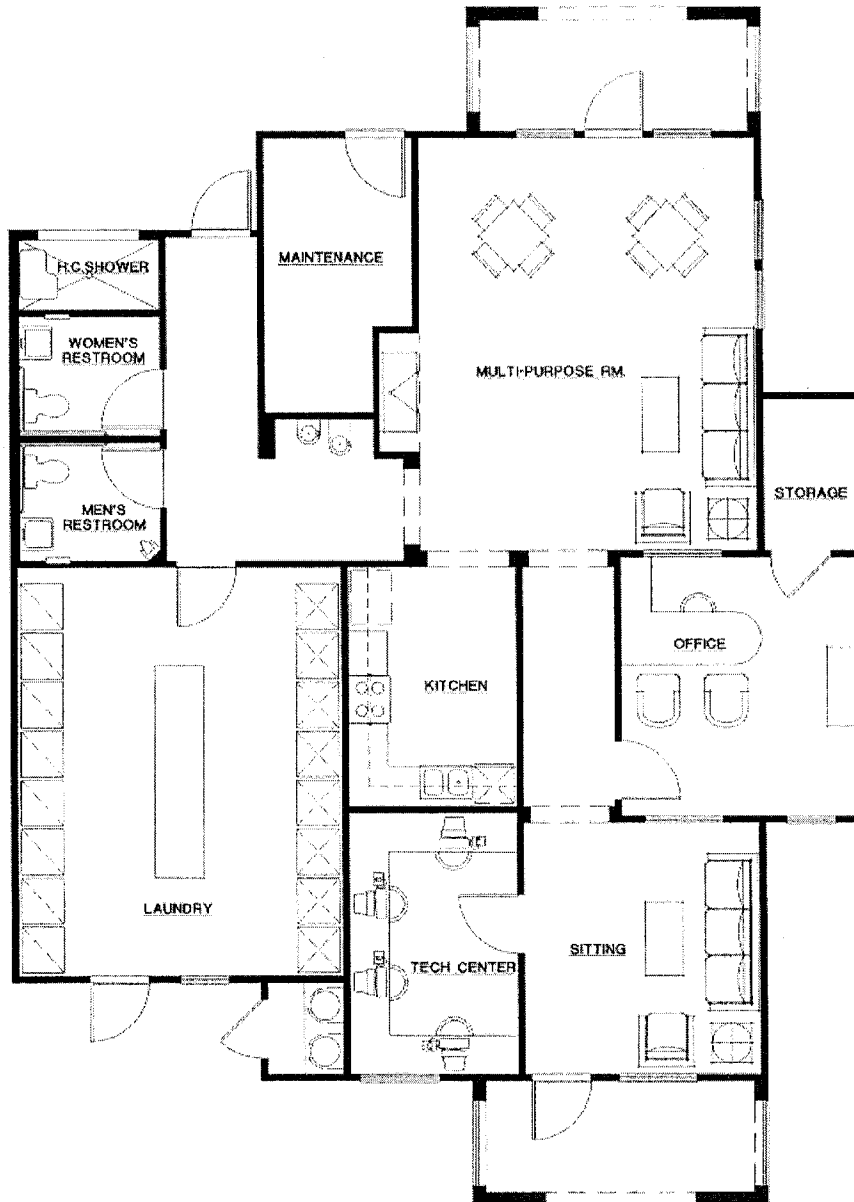 MAINTENANCE
H.C. SHOWER
WOMEN'S
RESTROOM
MULTI-PURPOSE RM.
MEN'S
RESTROOM
STORAGE
OFFICE
KITCHEN
LAUNDRY
TECH CENTER
SITTING